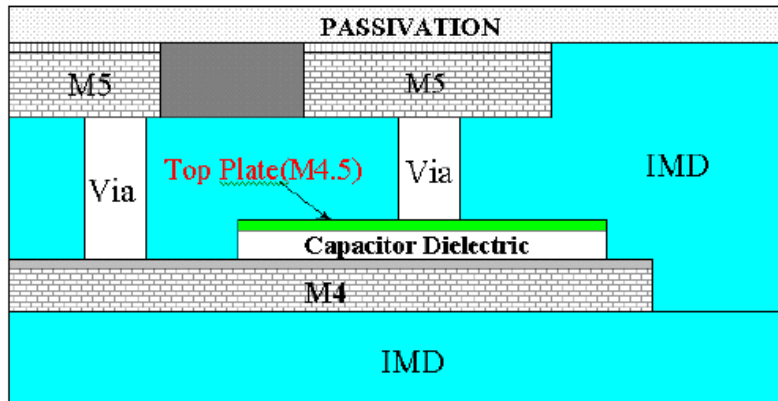 PASSIVATION
M5
M5
Via
Top Plate(M4.5)
Via
IMD
Capacitor Dielectric
M4
IMD